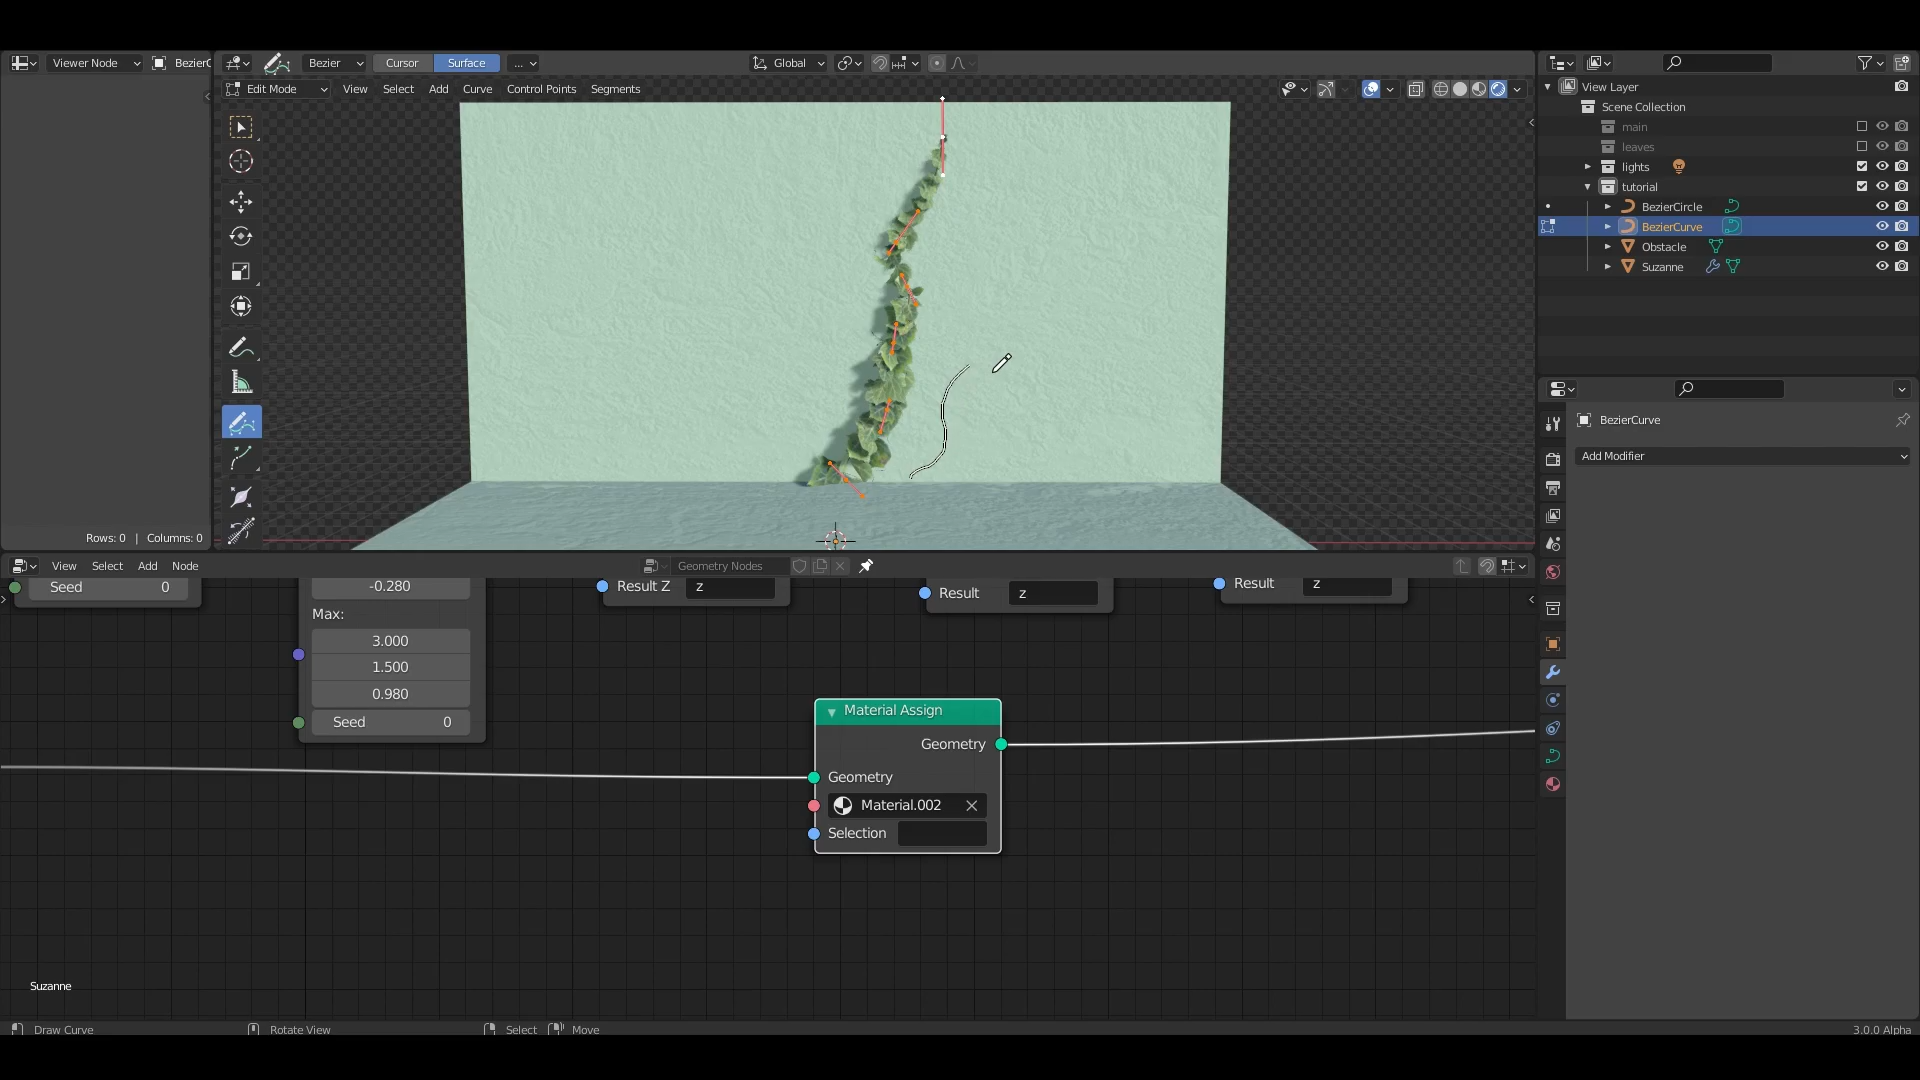 Viewer Node
BezierC
Bezier
Cursor
Surface
...
Global
Edit Mode
View
Select
Add
Curve
Control Points
Segments
View Layer
Scene Collection
main
leaves
lights
tutorial
BezierCircle
BezierCurve
Obstacle
Suzanne
BezierCurve
Add Modifier
Rows: 0 | Columns: 0
View
Select
Add
Node
Geometry Nodes
Seed 0
-0.280
Max:
3.000
1.500
0.980
Seed 0
Result Z z
Result z
Result z
Material Assign
Geometry
Geometry
Material.002
Selection
Suzanne
Draw Curve
Rotate View
Select
Move
3.0.0 Alpha